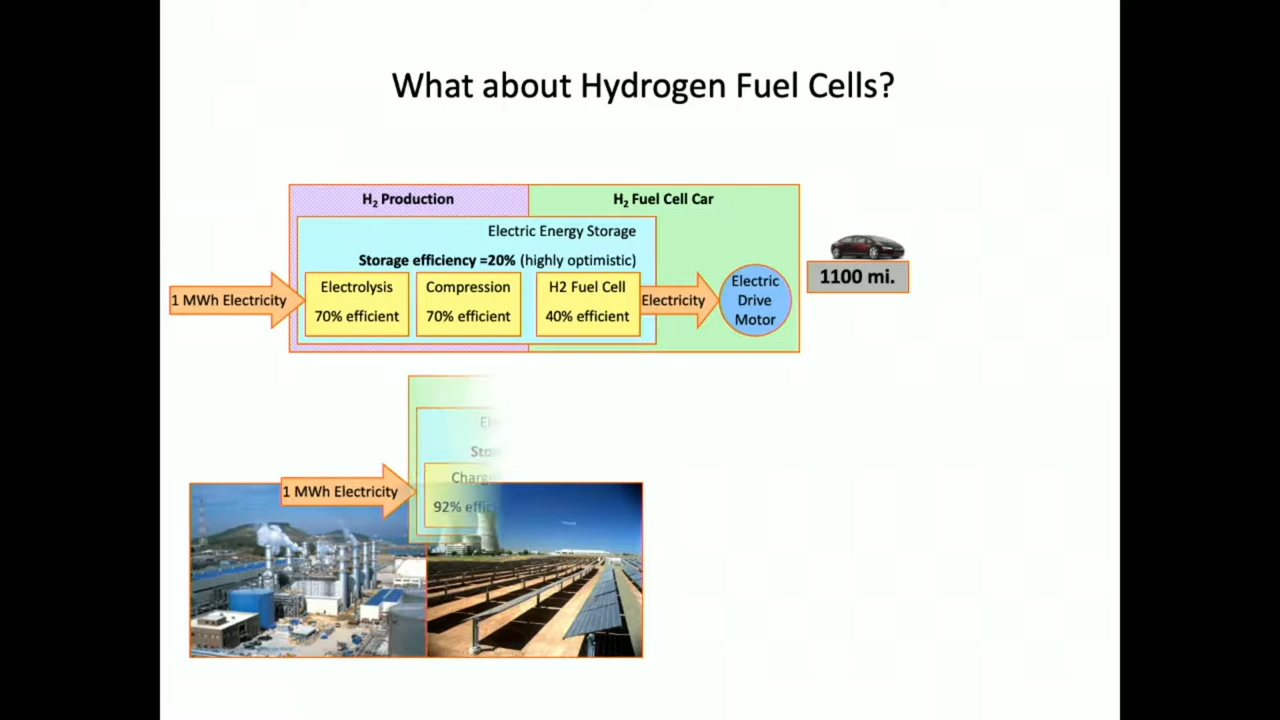 What about Hydrogen Fuel Cells?
H2 Production
H2 Fuel Cell Car
Electric Energy Storage
Storage efficiency =20% (highly optimistic)
1 MWh Electricity
Electrolysis
70% efficient
Compression
70% efficient
H2 Fuel Cell
40% efficient
Electricity
Electric
Drive
Motor
1100 mi.
1 MWh Electricity
92%